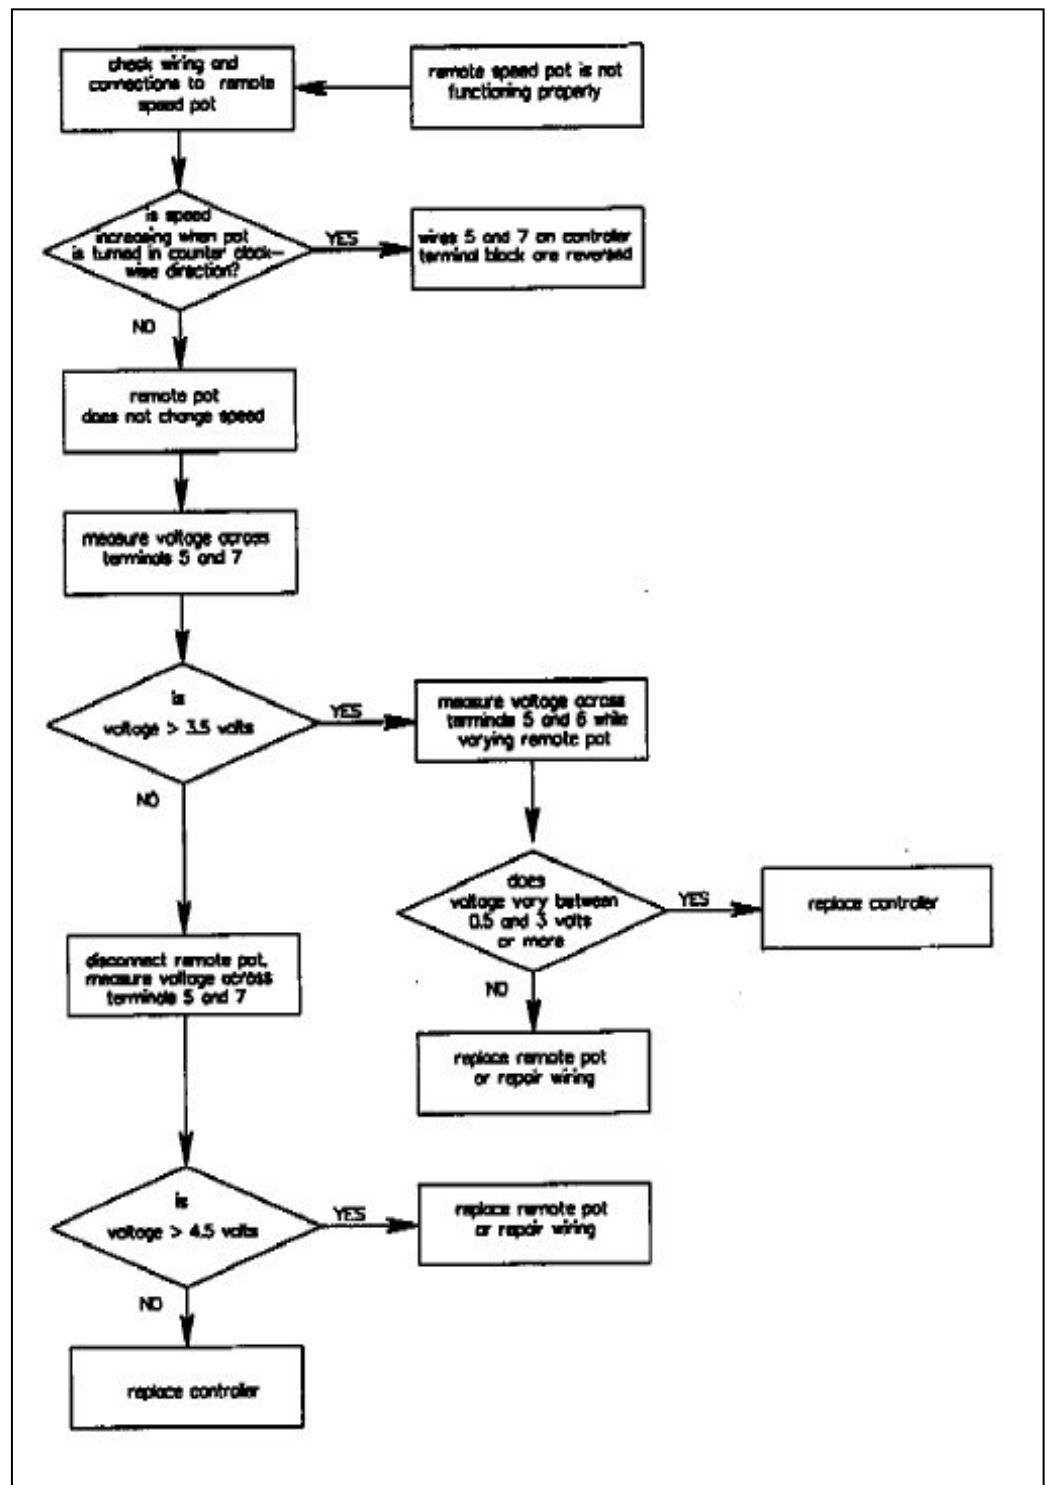 remote speed pot is not
functioning properly
check wiring and
connections to remote
speed pot
is speed
increasing when pot
is turned in counter clock-
wise direction?
YES
wires 5 and 7 on controller
terminal block are reversed
NO
remote pot
does not change speed
measure voltage across
terminals 5 and 7
is
voltage > 3.5 volts
YES
measure voltage across
terminals 5 and 6 while
varying remote pot
NO
does
voltage vary between
0.5 and 3 volts
or more
YES
replace controller
NO
replace remote pot
or repair wiring
disconnect remote pot,
measure voltage across
terminals 5 and 7
is
voltage > 4.5 volts
YES
replace remote pot
or repair wiring
NO
replace controller